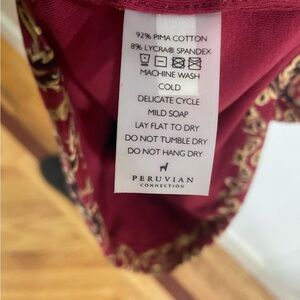 92% PIMA COTTON
8% LYCRA® SPANDEX
MACHINE WASH
COLD
DELICATE CYCLE
MILD SOAP
LAY FLAT TO DRY
DO NOT TUMBLE DRY
DO NOT HANG DRY
PERUVIAN
CONNECTION